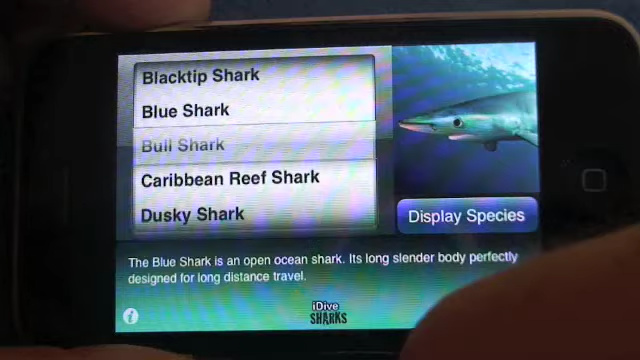 Blacktip Shark
Blue Shark
Bull Shark
Caribbean Reef Shark
Dusky Shark
Display Species
The Blue Shark is an open ocean shark. Its long slender body perfectly
designed for long distance travel.
i
iDive
SHARKS